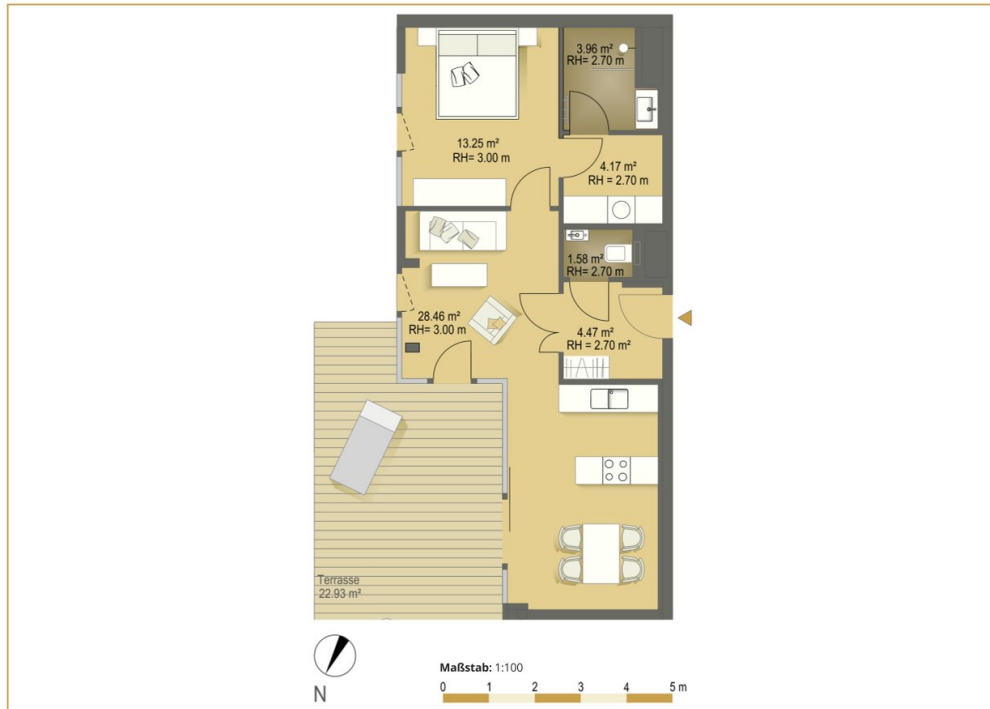 3.96 m²
RH= 2.70 m
13.25 m²
RH= 3.00 m
4.17 m²
RH = 2.70 m
1.58 m²
RH= 2.70 m
28.46 m²
RH= 3.00 m
4.47 m²
RH = 2.70 m²
Terrasse
22.93 m²
N
Maßstab: 1:100
0 1 2 3 4 5 m